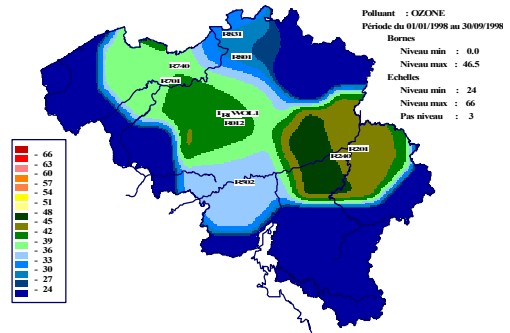 Polluant : OZONE
Période du 01/01/1998 au 30/09/1998
Bornes
Niveau min : 0.0
Niveau max : 46.5
Echelles
Niveau min : 24
Niveau max : 66
Pas niveau : 3
R831
R801
R740
R701
WOL1
R012
R201
R240
R502
- 66
- 63
- 60
- 57
- 54
- 51
- 48
- 45
- 42
- 39
- 36
- 33
- 30
- 27
- 24